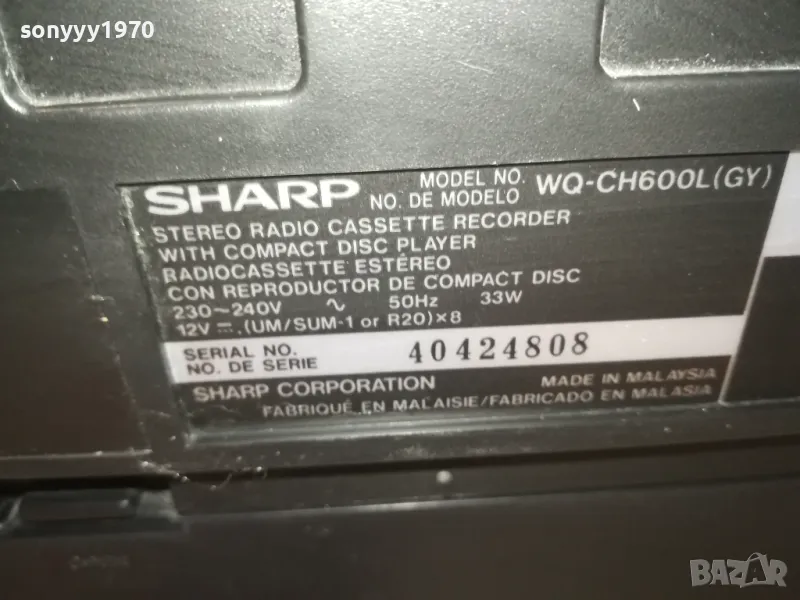 sonyyy1970
SHARP MODEL NO. WQ-CH600L(GY)
NO. DE MODELO
STEREO RADIO CASSETTE RECORDER
WITH COMPACT DISC PLAYER
RADIOCASSETTE ESTÉREO
CON REPRODUCTOR DE COMPACT DISC
230~240V ∿ 50Hz 33W
12V ⎓, (UM/SUM-1 or R20)×8
SERIAL NO. 40424808
NO. DE SERIE
SHARP CORPORATION MADE IN MALAYSIA
FABRIQUÉ EN MALAISIE/FABRICADO EN MALASIA
BAZAR